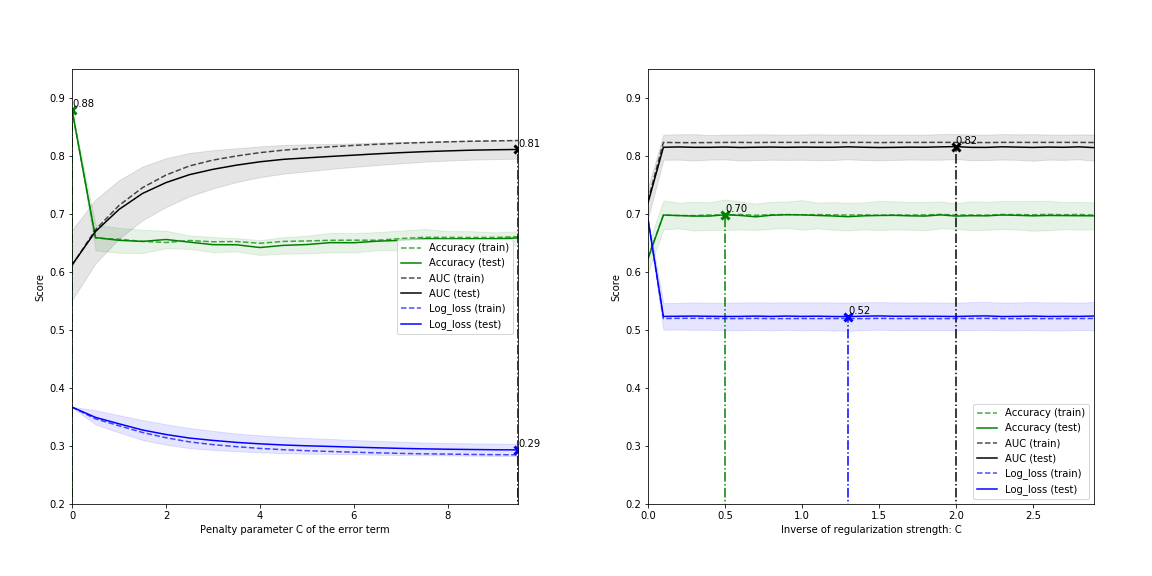 0.9
0.8
0.7
0.6
0.5
0.4
0.3
0.2
Score
0.88
0.81
0.29
Accuracy (train)
Accuracy (test)
AUC (train)
AUC (test)
Log_loss (train)
Log_loss (test)
0
2
4
6
8
Penalty parameter C of the error term
0.9
0.8
0.7
0.6
0.5
0.4
0.3
0.2
Score
0.82
0.70
0.52
Accuracy (train)
Accuracy (test)
AUC (train)
AUC (test)
Log_loss (train)
Log_loss (test)
0.0
0.5
1.0
1.5
2.0
2.5
Inverse of regularization strength: C